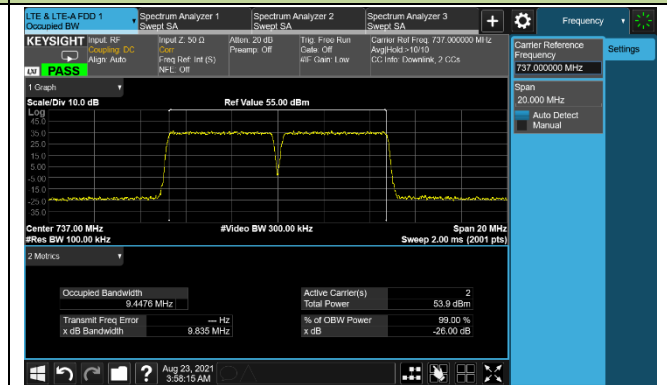 LTE & LTE-A FDD 1
Occupied BW
Spectrum Analyzer 1
Swept SA
Spectrum Analyzer 2
Swept SA
Spectrum Analyzer 3
Swept SA
Frequency
KEYSIGHT
Input: RF
Coupling: DC
Align: Auto
Input Z: 50 Ω
Corr
Freq Ref: Int (S)
NFE: Off
Atten: 20 dB
Preamp: Off
Trig: Free Run
Gate: Off
#IF Gain: Low
Carrier Ref Freq: 737.000000 MHz
Avg|Hold:>10/10
CC Info: Downlink, 2 CCs
LXI
PASS
Carrier Reference
Frequency
737.000000 MHz
Settings
Span
20.000 MHz
Auto Detect
Manual
1 Graph
Scale/Div 10.0 dB
Ref Value 55.00 dBm
Log
45.0
35.0
25.0
15.0
5.00
-5.00
-15.0
-25.0
-35.0
Center 737.00 MHz
#Video BW 300.00 kHz
Span 20 MHz
#Res BW 100.00 kHz
Sweep 2.00 ms (2001 pts)
2 Metrics
Occupied Bandwidth
9.4476 MHz
Active Carrier(s) 2
Total Power 53.9 dBm
Transmit Freq Error --- Hz
x dB Bandwidth 9.835 MHz
% of OBW Power 99.00 %
x dB -26.00 dB
?
Aug 23, 2021
3:58:15 AM